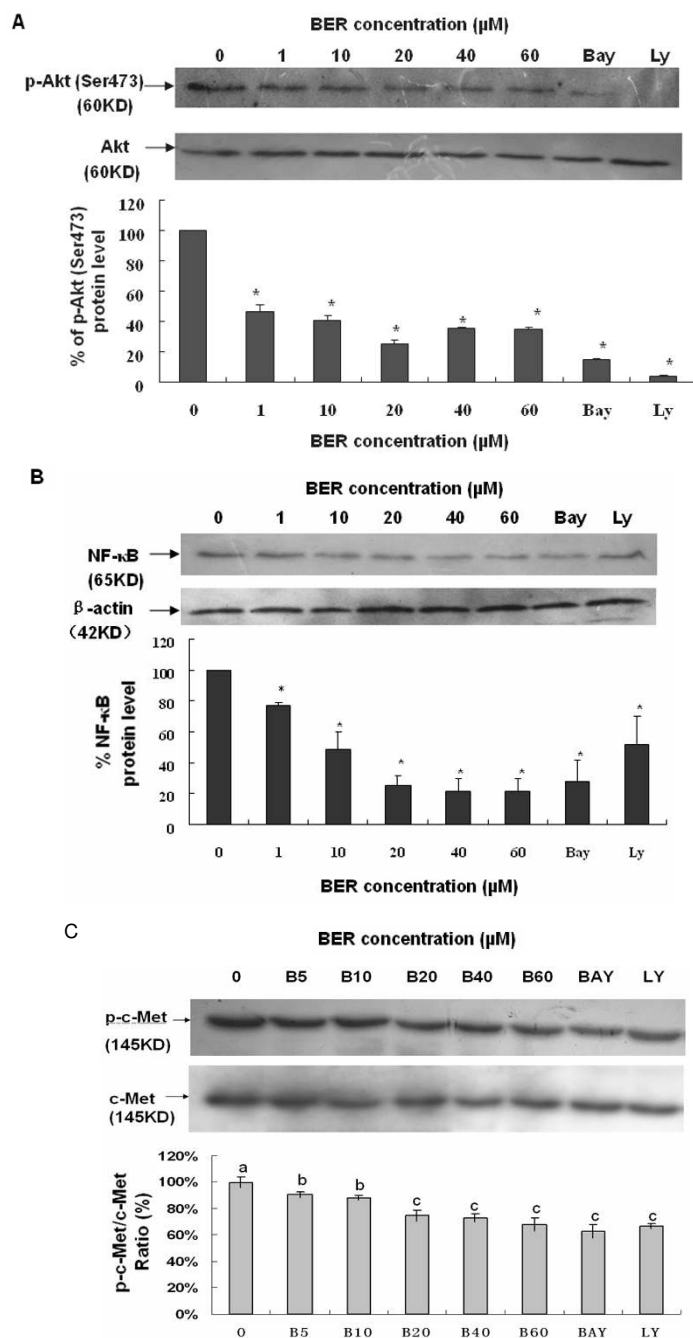 A
BER concentration (µM)
0 1 10 20 40 60 Bay Ly
p-Akt (Ser473)
(60KD)
Akt
(60KD)
% of p-Akt (Ser473)
protein level
120
100
80
60
40
20
0
* * * * * * *
0 1 10 20 40 60 Bay Ly
BER concentration (µM)
B
BER concentration (µM)
0 1 10 20 40 60 Bay Ly
NF-κB
(65KD)
β-actin
(42KD)
% NF-κB
protein level
100
80
60
40
20
0
* * * * * * *
0 1 10 20 40 60 Bay Ly
BER concentration (µM)
C
BER concentration (µM)
0 B5 B10 B20 B40 B60 BAY LY
p-c-Met
(145KD)
c-Met
(145KD)
p-c-Met/c-Met
Ratio (%)
120%
100%
80%
60%
40%
20%
0%
a b b c c c c c
0 B5 B10 B20 B40 B60 BAY LY